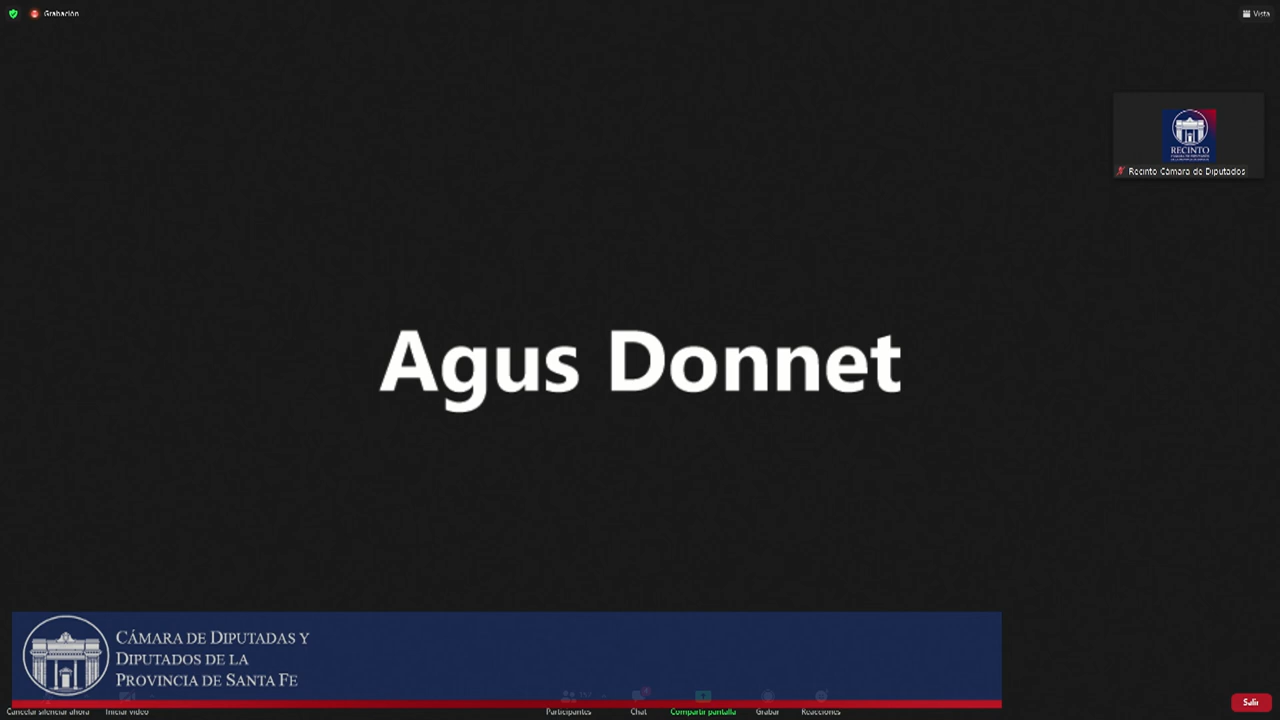 Grabación
Vista
RECINTO
Recinto Cámara de Diputados
Agus Donnet
CÁMARA DE DIPUTADAS Y
DIPUTADOS DE LA
PROVINCIA DE SANTA FE
Cancelar silenciar ahora
Iniciar video
Participantes
Chat
Compartir pantalla
Grabar
Reacciones
Salir